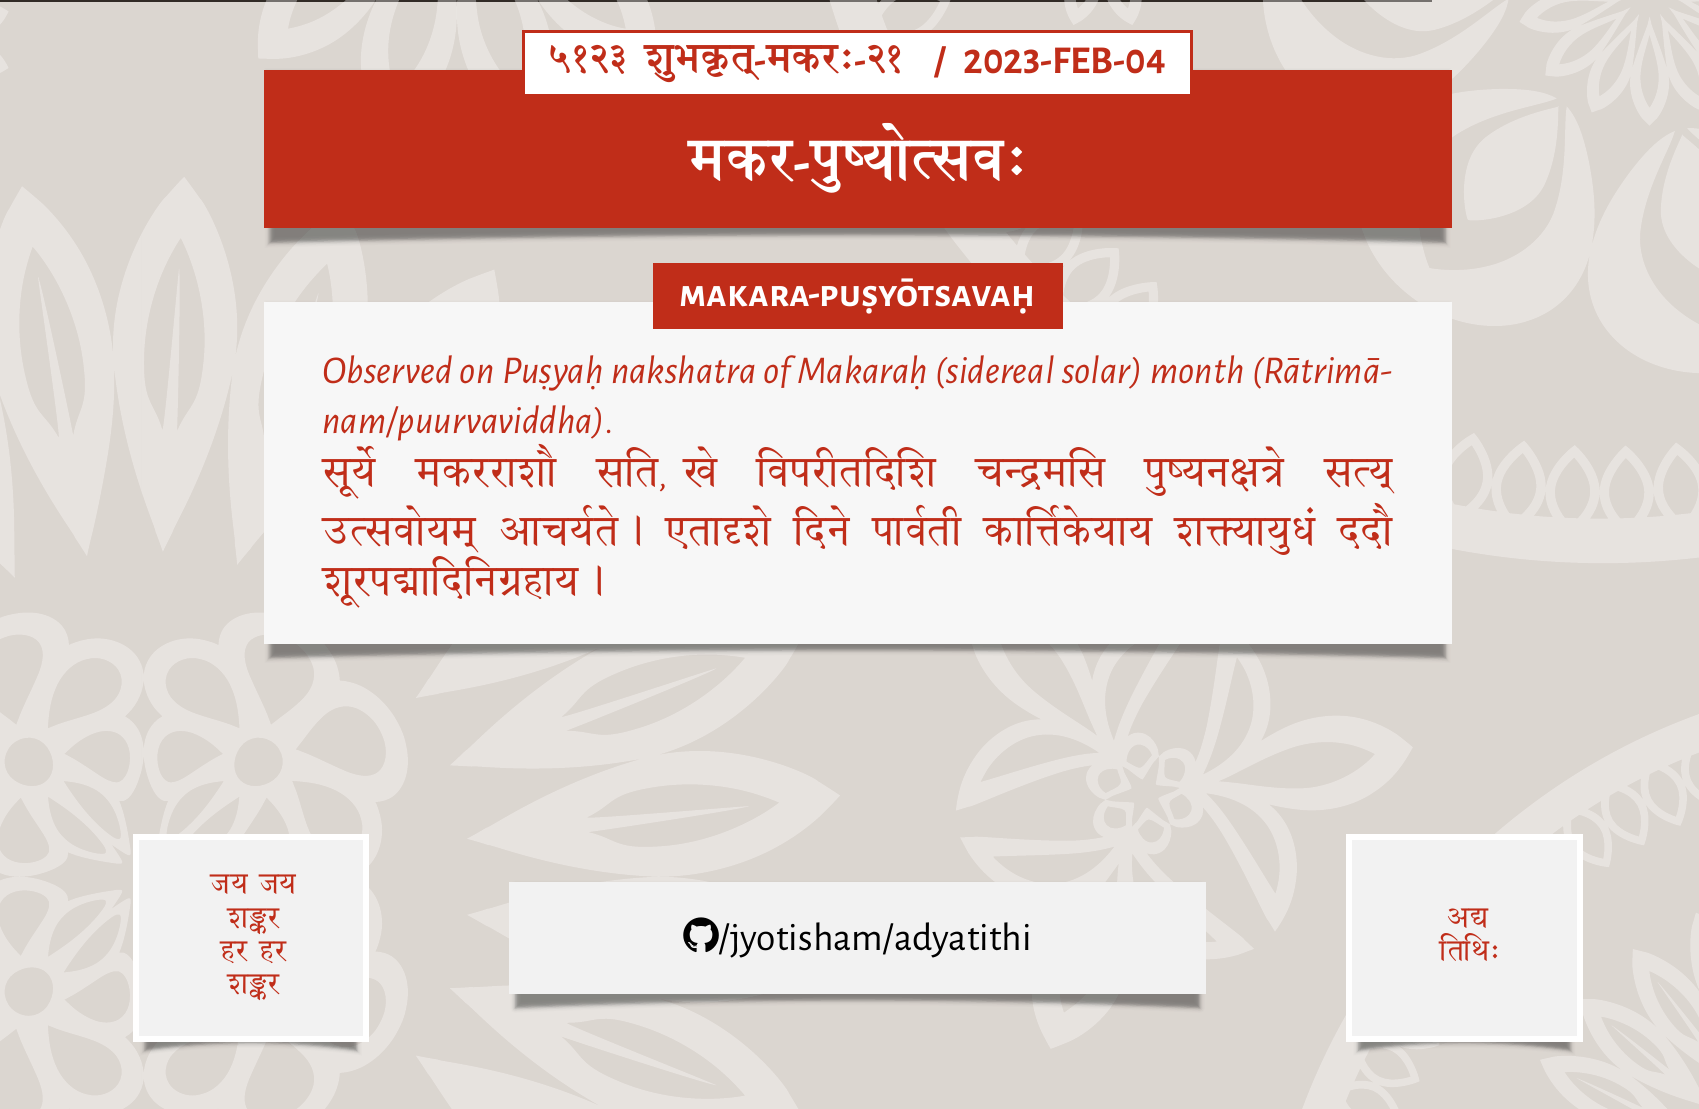 ५१२३ शुभकृत्-मकरः-२१ / 2023-FEB-04
मकर-पुष्योत्सवः
MAKARA-PUṢYŌTSAVAḤ
Observed on Puṣyaḥ nakshatra of Makaraḥ (sidereal solar) month (Rātrimā-
nam/puurvaviddha).
सूर्ये मकरराशौ सति, खे विपरीतदिशि चन्द्रमसि पुष्यनक्षत्रे सत्य्
उत्सवोयम् आचर्यते। एतादृशे दिने पार्वती कार्त्तिकेयाय शक्त्यायुधं ददौ
शूरपद्मादिनिग्रहाय।
जय जय
शङ्कर
हर हर
शङ्कर
/jyotisham/adyatithi
अद्य
तिथिः